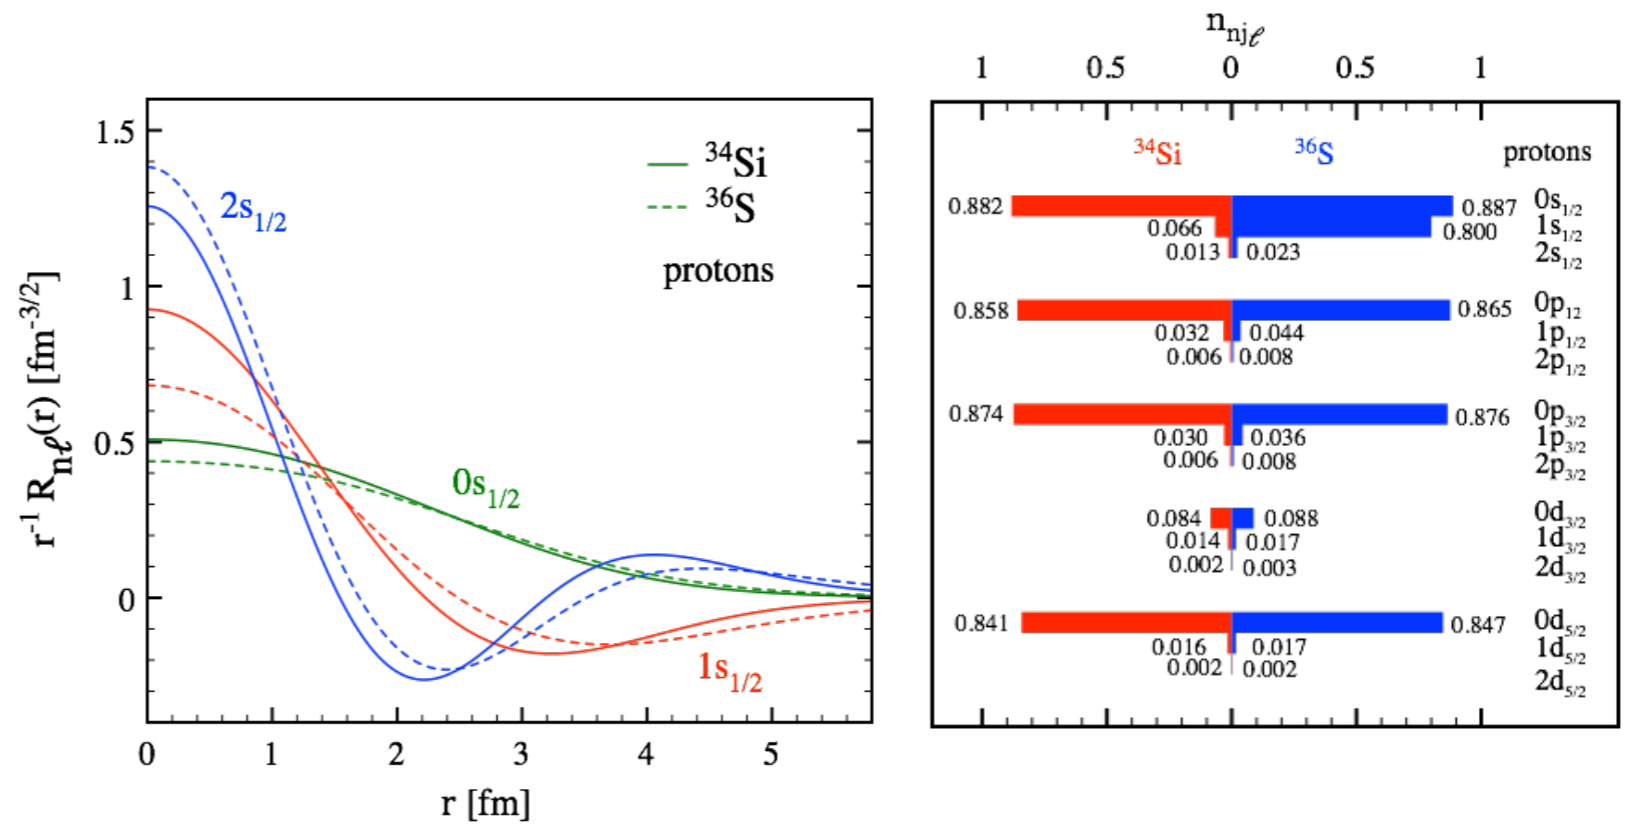 r⁻¹ Rₙℓ(r) [fm⁻³/²]
1.5
1
0.5
0
2s₁/₂
³⁴Si
³⁶S
protons
0s₁/₂
1s₁/₂
0 1 2 3 4 5
r [fm]
nₙⱼℓ
1 0.5 0 0.5 1
³⁴Si ³⁶S protons
0.882 0.887 0s₁/₂
0.066 0.800 1s₁/₂
0.013 0.023 2s₁/₂
0.858 0.865 0p₁₂
0.032 0.044 1p₁/₂
0.006 0.008 2p₁/₂
0.874 0.876 0p₃/₂
0.030 0.036 1p₃/₂
0.006 0.008 2p₃/₂
0.084 0.088 0d₃/₂
0.014 0.017 1d₃/₂
0.002 0.003 2d₃/₂
0.841 0.847 0d₅/₂
0.016 0.017 1d₅/₂
0.002 0.002 2d₅/₂